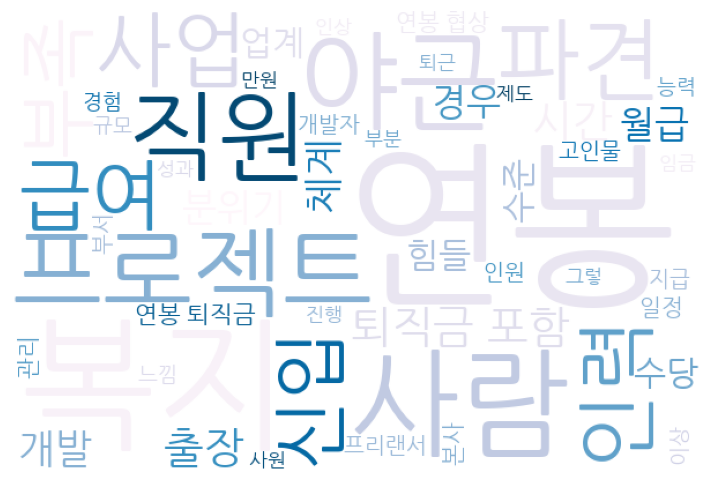 인상
연봉 협상
사업
업계
야근
파견
퇴근
만원
경험
직원
경우
제도
능력
규모
개발자
시간
월급
부분
고인물
체계
성과
임금
급여
수준
분위기
연봉
부서
프로젝트
힘들
인원
그렇
지급
일정
연봉 퇴직금
진행
퇴직금 포함
관리
복지
느낌
신입
사람
인력
수당
개발
출장
사원
프리랜서
본사
이상